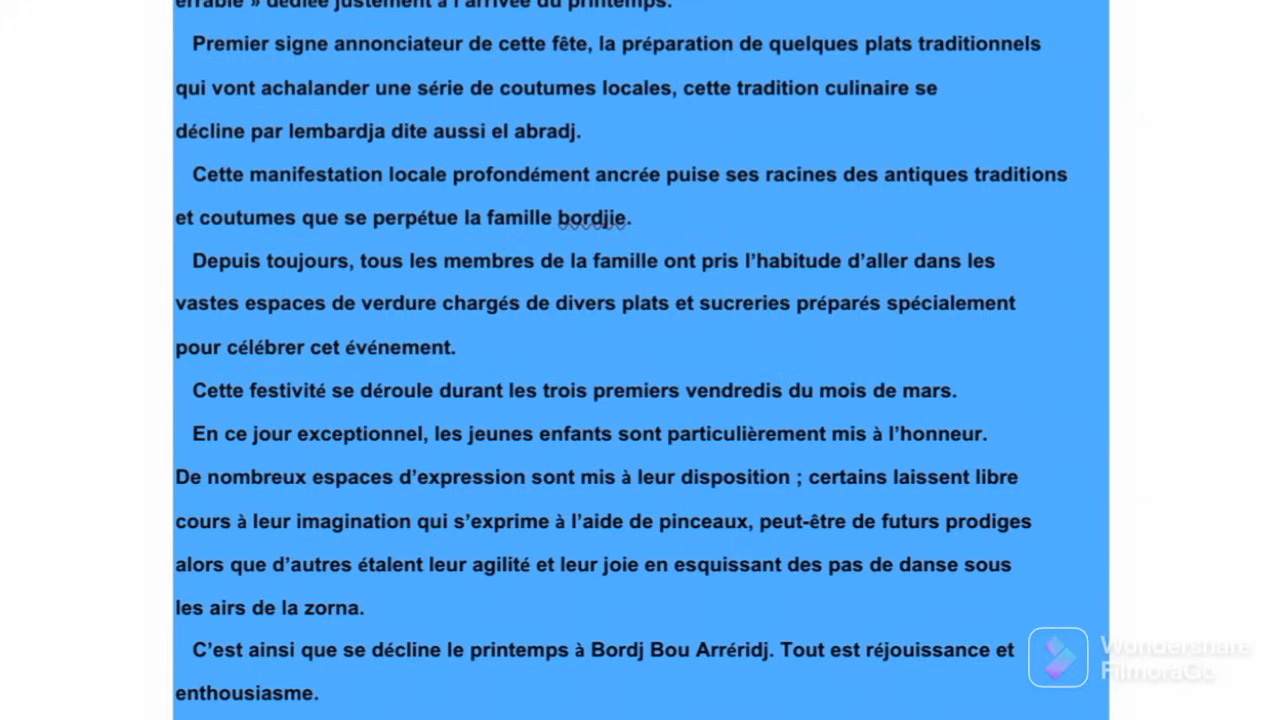 errable » dédiée justement à l'arrivée du printemps.
Premier signe annonciateur de cette fête, la préparation de quelques plats traditionnels
qui vont achalander une série de coutumes locales, cette tradition culinaire se
décline par lembardja dite aussi el abradj.
Cette manifestation locale profondément ancrée puise ses racines des antiques traditions
et coutumes que se perpétue la famille bordjie.
Depuis toujours, tous les membres de la famille ont pris l’habitude d’aller dans les
vastes espaces de verdure chargés de divers plats et sucreries préparés spécialement
pour célébrer cet événement.
Cette festivité se déroule durant les trois premiers vendredis du mois de mars.
En ce jour exceptionnel, les jeunes enfants sont particulièrement mis à l’honneur.
De nombreux espaces d’expression sont mis à leur disposition ; certains laissent libre
cours à leur imagination qui s’exprime à l’aide de pinceaux, peut-être de futurs prodiges
alors que d’autres étalent leur agilité et leur joie en esquissant des pas de danse sous
les airs de la zorna.
C’est ainsi que se décline le printemps à Bordj Bou Arréridj. Tout est réjouissance et
enthousiasme.
Wondershare
FilmoraGo